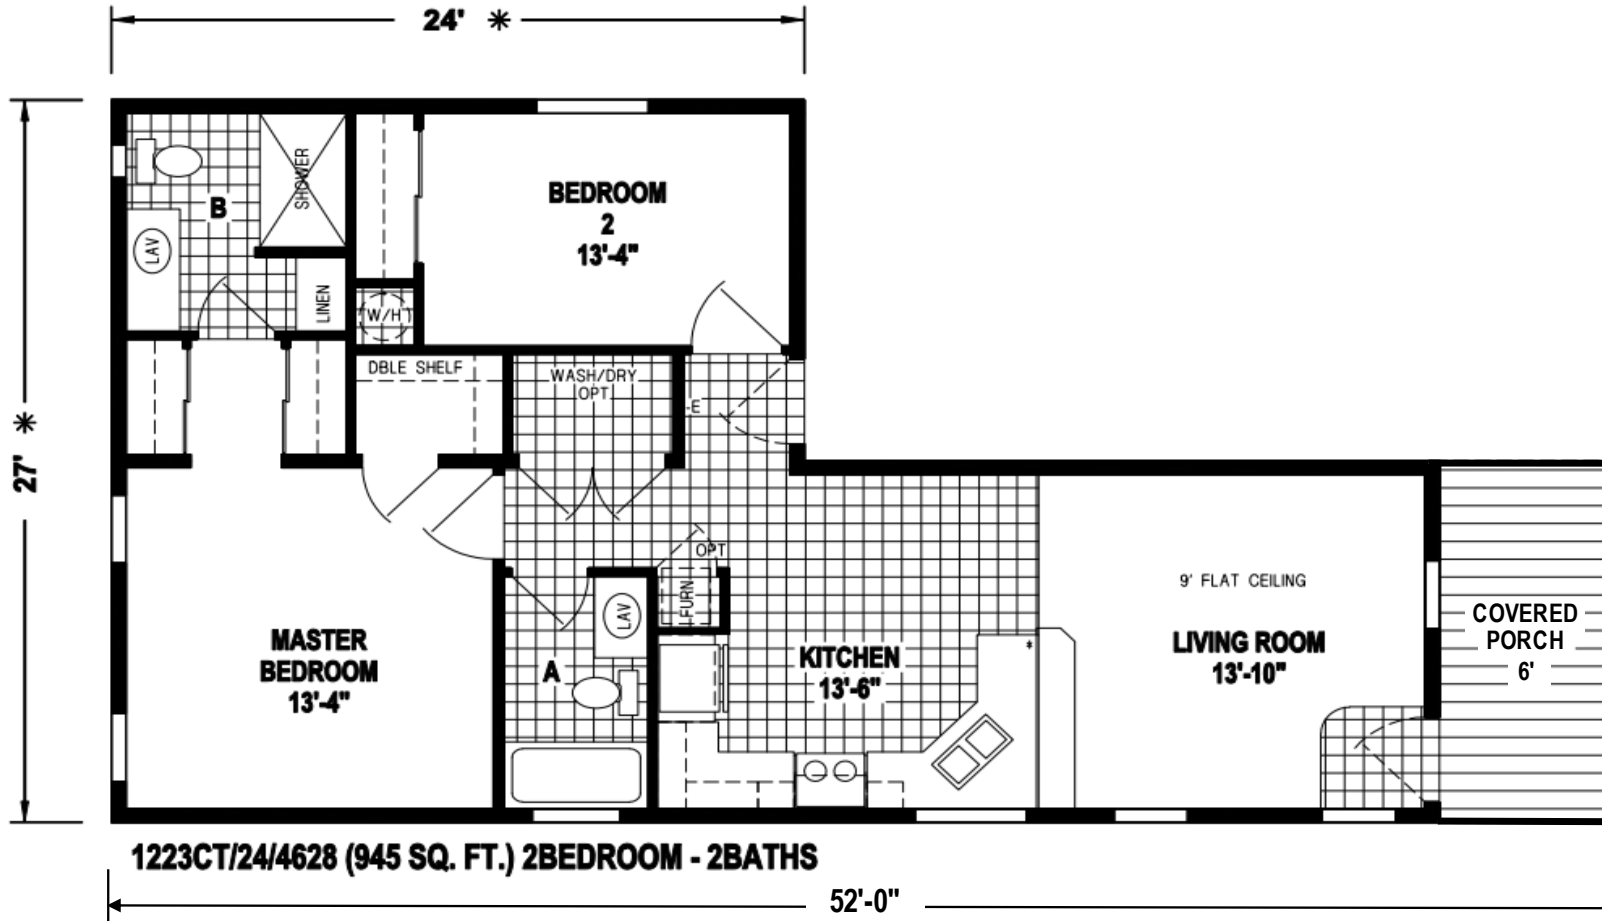 24' *
27' *
SHOWER
B
LAV
LINEN
W/H
BEDROOM
2
13'-4"
DBLE SHELF
WASH/DRY
OPT
-E
OPT
FURN
LAV
A
MASTER
BEDROOM
13'-4"
KITCHEN
13'-6"
*
9' FLAT CEILING
LIVING ROOM
13'-10"
COVERED
PORCH
6'
1223CT/24/4628 (945 SQ. FT.) 2BEDROOM - 2BATHS
52'-0"